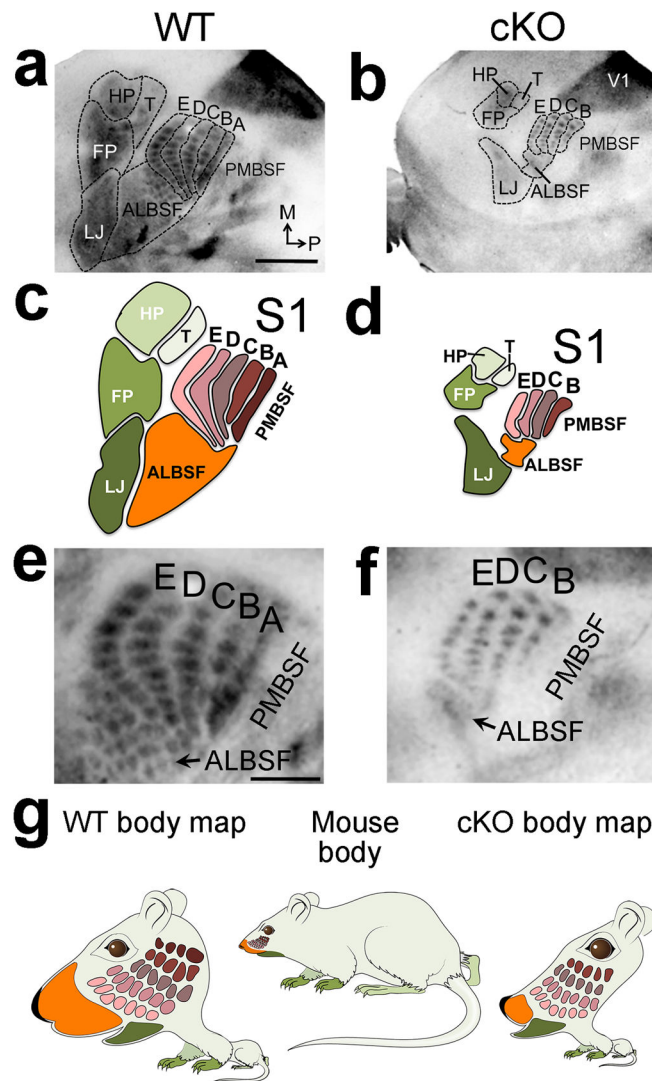 WT
cKO
a
HP
T
E D C B A
FP
PMBSF
ALBSF
LJ
M
P
b
V1
HP
T
E D C B
FP
PMBSF
LJ
ALBSF
c
HP
S1
T
E D C B A
FP
PMBSF
ALBSF
LJ
d
S1
T
HP
E D C B
FP
PMBSF
ALBSF
LJ
e
E D C B A
PMBSF
ALBSF
f
E D C B
PMBSF
ALBSF
g
WT body map
Mouse
body
cKO body map